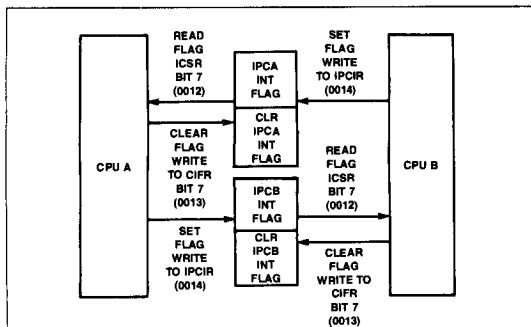 CPU A
READ
FLAG
ICSR
BIT 7
(0012)
CLEAR
FLAG
WRITE
TO CIFR
BIT 7
(0013)
SET
FLAG
WRITE
TO IPCIR
(0014)
IPCA
INT
FLAG
CLR
IPCA
INT
FLAG
IPCB
INT
FLAG
CLR
IPCB
INT
FLAG
SET
FLAG
WRITE
TO IPCIR
(0014)
READ
FLAG
ICSR
BIT 7
(0012)
CLEAR
FLAG
WRITE TO
CIFR
BIT 7
(0013)
CPU B